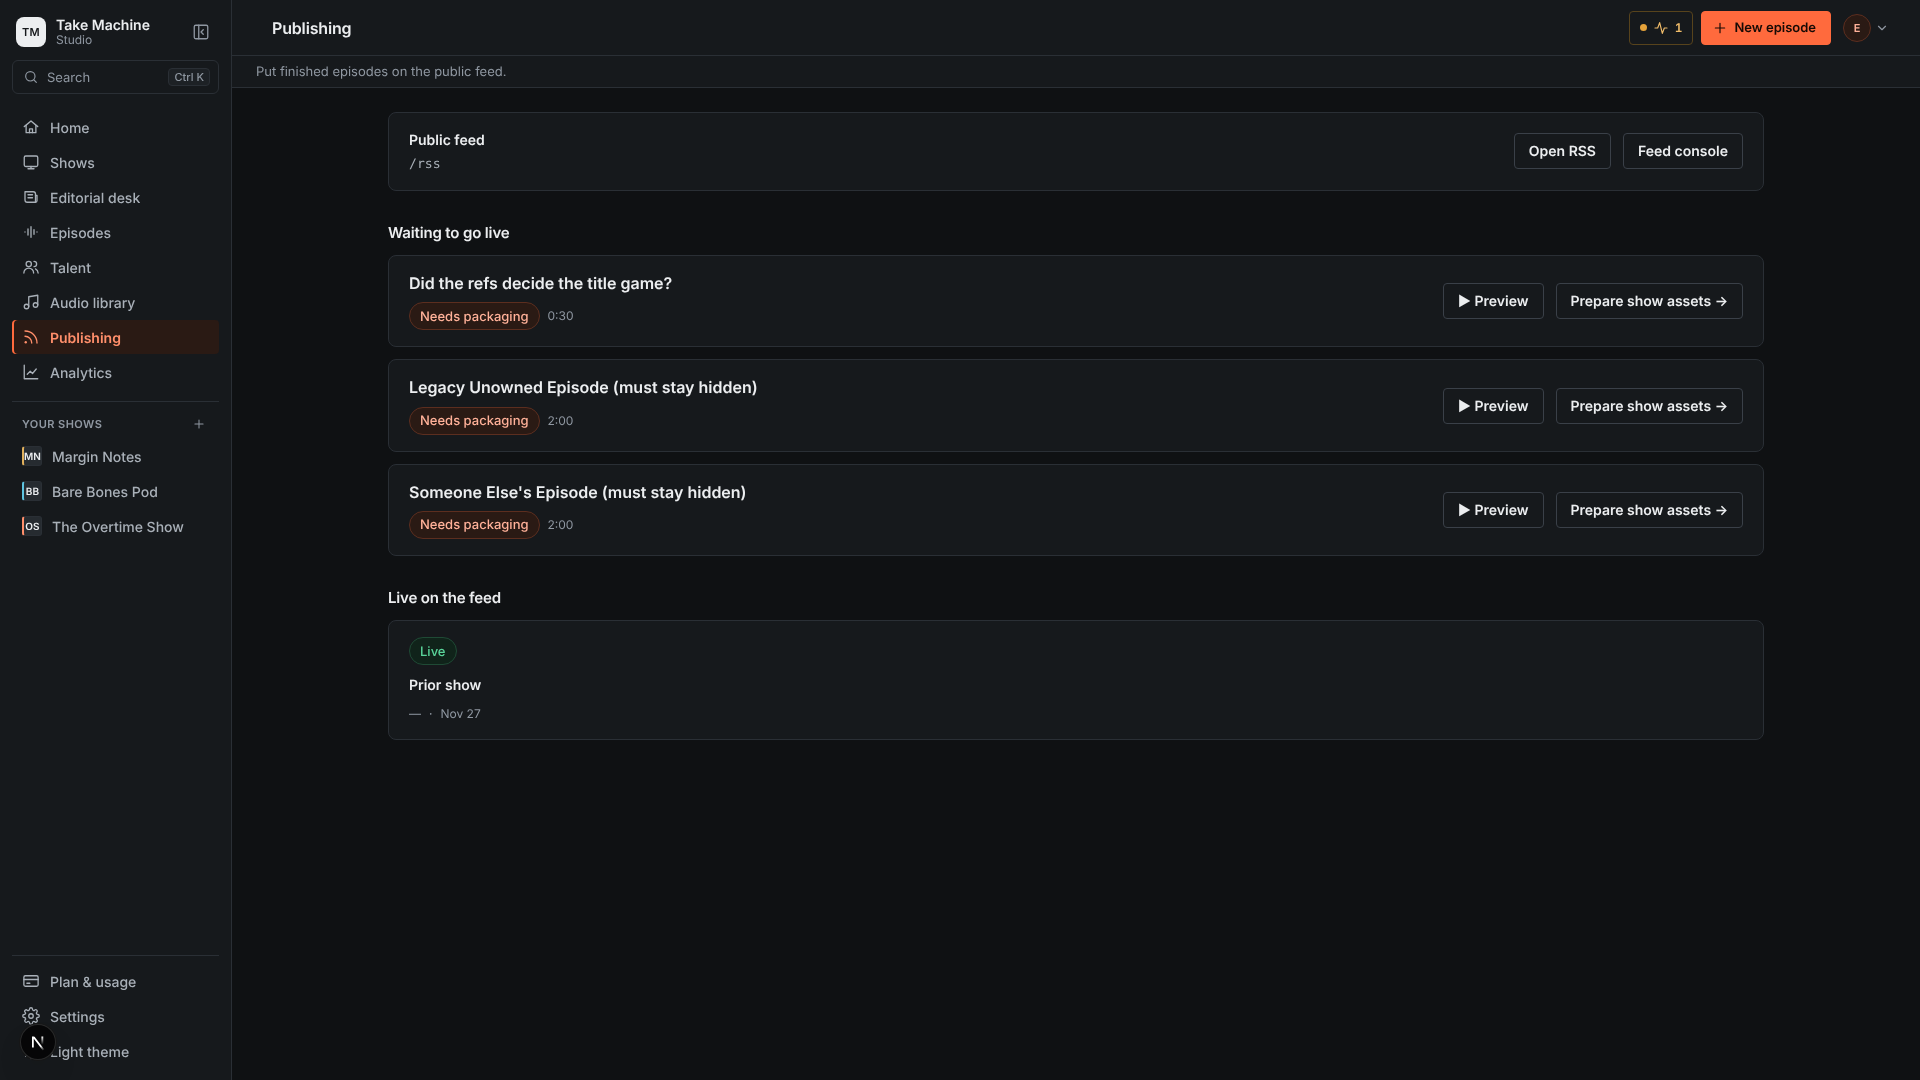 TM
Take Machine
Studio
Search
Ctrl K
Home
Shows
Editorial desk
Episodes
Talent
Audio library
Publishing
Analytics
YOUR SHOWS
MN Margin Notes
BB Bare Bones Pod
OS The Overtime Show
Plan & usage
Settings
N
Light theme
Publishing
1
+ New episode
E
Put finished episodes on the public feed.
Public feed
/rss
Open RSS
Feed console
Waiting to go live
Did the refs decide the title game?
Needs packaging 0:30
▶ Preview
Prepare show assets →
Legacy Unowned Episode (must stay hidden)
Needs packaging 2:00
▶ Preview
Prepare show assets →
Someone Else's Episode (must stay hidden)
Needs packaging 2:00
▶ Preview
Prepare show assets →
Live on the feed
Live
Prior show
— · Nov 27